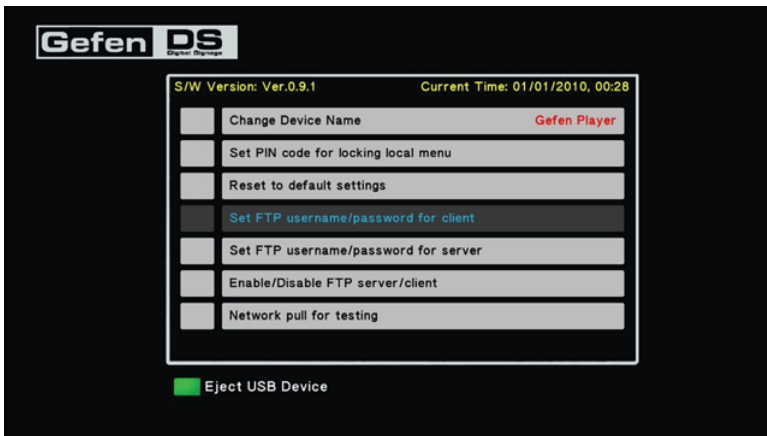 Gefen DS
Digital Signage
S/W Version: Ver.0.9.1 Current Time: 01/01/2010, 00:28
Change Device Name Gefen Player
Set PIN code for locking local menu
Reset to default settings
Set FTP username/password for client
Set FTP username/password for server
Enable/Disable FTP server/client
Network pull for testing
Eject USB Device